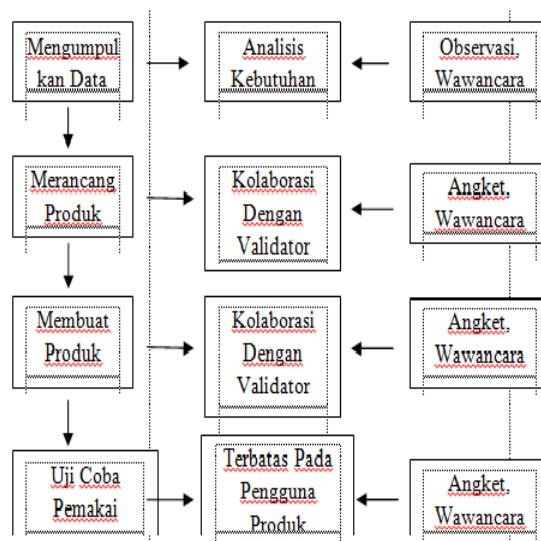 Mengumpul
kan Data
Analisis
Kebutuhan
Observasi,
Wawancara
Merancang
Produk
Kolaborasi
Dengan
Validator
Angket,
Wawancara
Membuat
Produk
Kolaborasi
Dengan
Validator
Angket,
Wawancara
Uji Coba
Pemakai
Terbatas Pada
Pengguna
Produk
Angket,
Wawancara